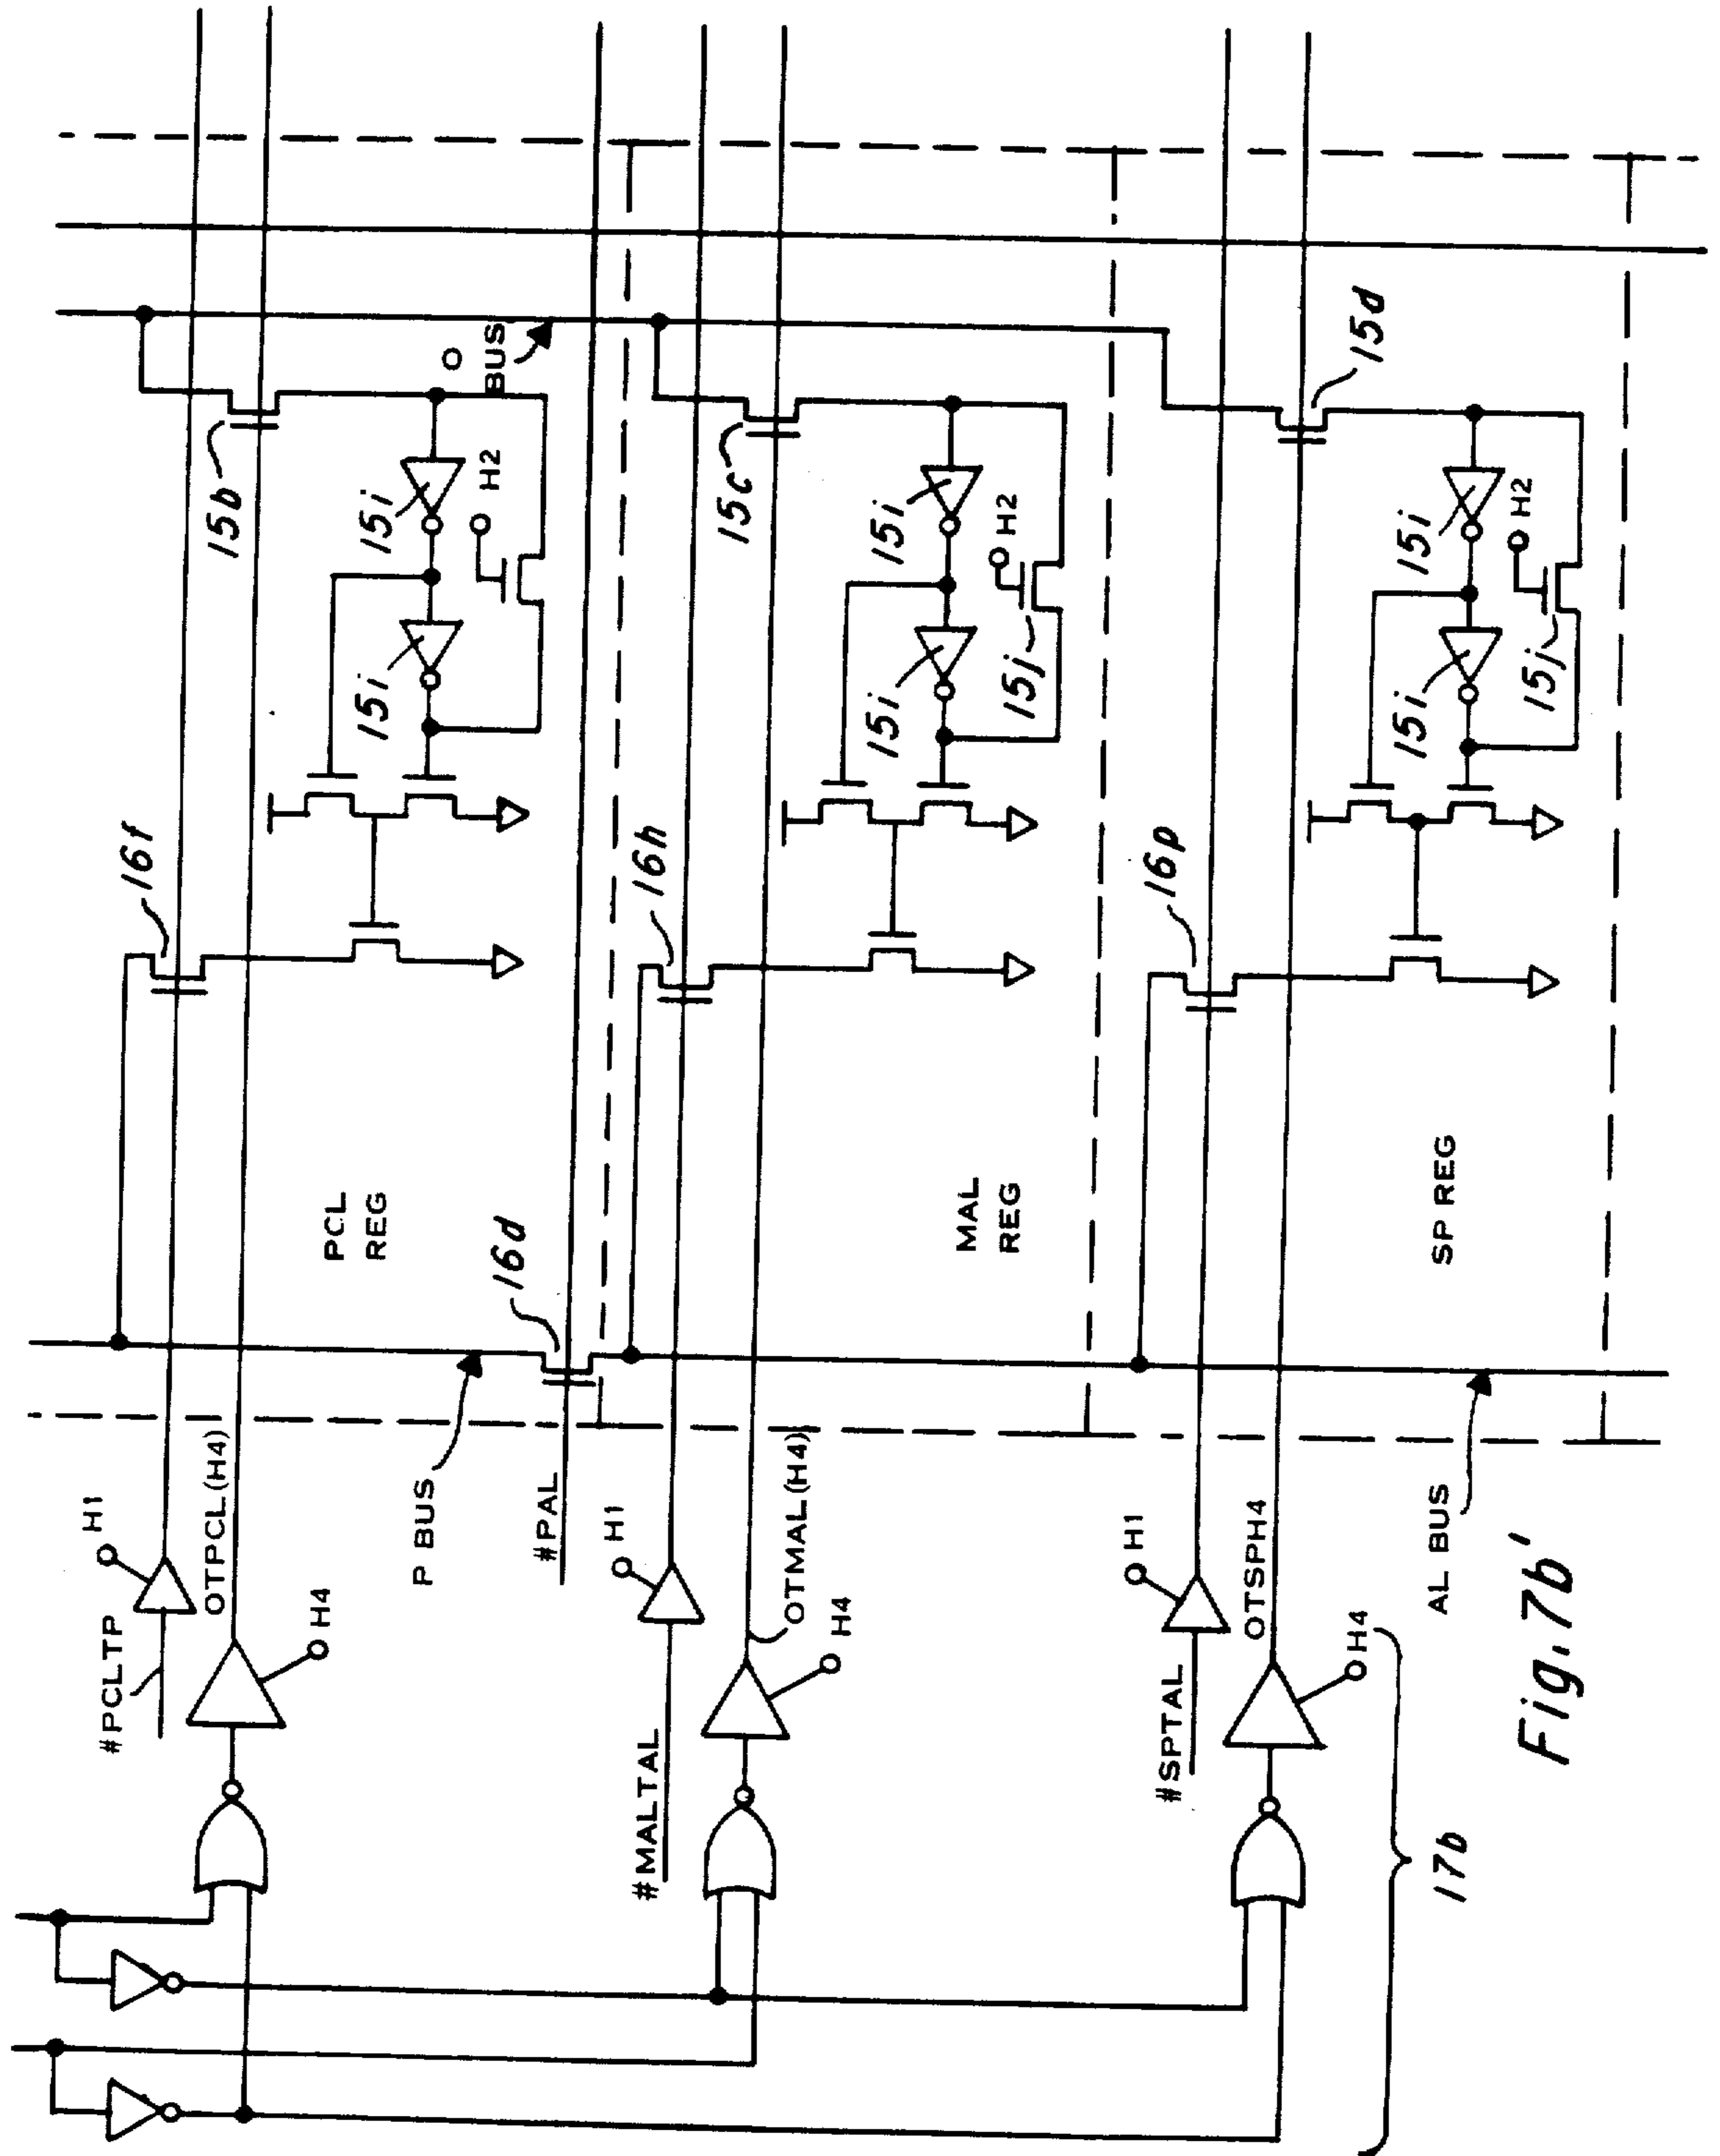 #PCLTP
H1
OTPCL(H4)
H4
16f
15b
15i
15i
H2
O
BUS
PCL
REG
P BUS
#PAL
16d
#MALTAL
H1
OTMAL(H4)
H4
16h
15c
15i
15i
H2
15j
MAL
REG
#SPTAL
H1
OTSPH4
H4
16p
15d
15i
15i
H2
15j
SP REG
AL BUS
17b
Fig. 7b'